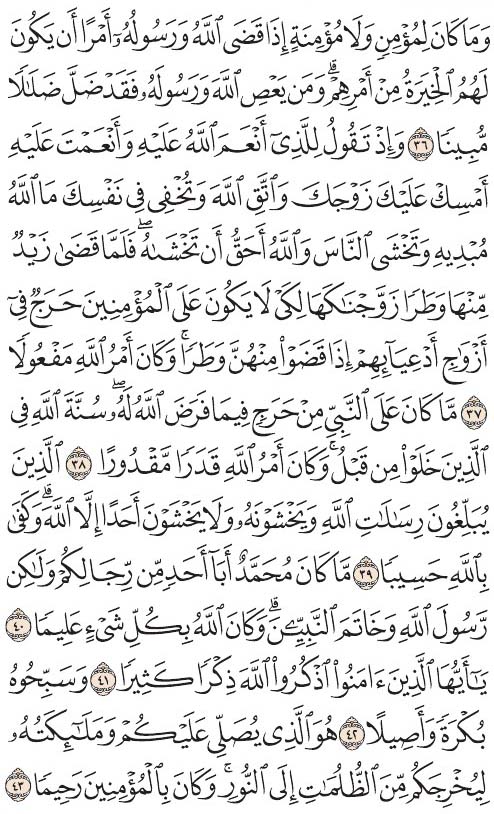 وَمَا كَانَ لِمُؤْمِنٍ وَلَا مُؤْمِنَةٍ إِذَا قَضَى ٱللَّهُ وَرَسُولُهُۥٓ أَمْرًا أَن يَكُونَ
لَهُمُ ٱلْخِيَرَةُ مِنْ أَمْرِهِمْ ۗ وَمَن يَعْصِ ٱللَّهَ وَرَسُولَهُۥ فَقَدْ ضَلَّ ضَلَٰلًا
مُّبِينًا ٣٦ وَإِذْ تَقُولُ لِلَّذِىٓ أَنْعَمَ ٱللَّهُ عَلَيْهِ وَأَنْعَمْتَ عَلَيْهِ
أَمْسِكْ عَلَيْكَ زَوْجَكَ وَٱتَّقِ ٱللَّهَ وَتُخْفِى فِى نَفْسِكَ مَا ٱللَّهُ
مُبْدِيهِ وَتَخْشَى ٱلنَّاسَ وَٱللَّهُ أَحَقُّ أَن تَخْشَىٰهُ ۖ فَلَمَّا قَضَىٰ زَيْدٌ
مِّنْهَا وَطَرًا زَوَّجْنَٰكَهَا لِكَىْ لَا يَكُونَ عَلَى ٱلْمُؤْمِنِينَ حَرَجٌ فِىٓ
أَزْوَٰجِ أَدْعِيَآئِهِمْ إِذَا قَضَوْا۟ مِنْهُنَّ وَطَرًا ۚ وَكَانَ أَمْرُ ٱللَّهِ مَفْعُولًا
٣٧ مَّا كَانَ عَلَى ٱلنَّبِىِّ مِنْ حَرَجٍ فِيمَا فَرَضَ ٱللَّهُ لَهُۥ ۖ سُنَّةَ ٱللَّهِ فِى
ٱلَّذِينَ خَلَوْا۟ مِن قَبْلُ ۚ وَكَانَ أَمْرُ ٱللَّهِ قَدَرًا مَّقْدُورًا ٣٨ ٱلَّذِينَ
يُبَلِّغُونَ رِسَٰلَٰتِ ٱللَّهِ وَيَخْشَوْنَهُۥ وَلَا يَخْشَوْنَ أَحَدًا إِلَّا ٱللَّهَ ۗ وَكَفَىٰ
بِٱللَّهِ حَسِيبًا ٣٩ مَّا كَانَ مُحَمَّدٌ أَبَآ أَحَدٍ مِّن رِّجَالِكُمْ وَلَٰكِن
رَّسُولَ ٱللَّهِ وَخَاتَمَ ٱلنَّبِيِّـۧنَ ۗ وَكَانَ ٱللَّهُ بِكُلِّ شَىْءٍ عَلِيمًا ٤٠
يَٰٓأَيُّهَا ٱلَّذِينَ ءَامَنُوا۟ ٱذْكُرُوا۟ ٱللَّهَ ذِكْرًا كَثِيرًا ٤١ وَسَبِّحُوهُ
بُكْرَةً وَأَصِيلًا ٤٢ هُوَ ٱلَّذِى يُصَلِّى عَلَيْكُمْ وَمَلَٰٓئِكَتُهُۥ
لِيُخْرِجَكُم مِّنَ ٱلظُّلُمَٰتِ إِلَى ٱلنُّورِ ۚ وَكَانَ بِٱلْمُؤْمِنِينَ رَحِيمًا ٤٣